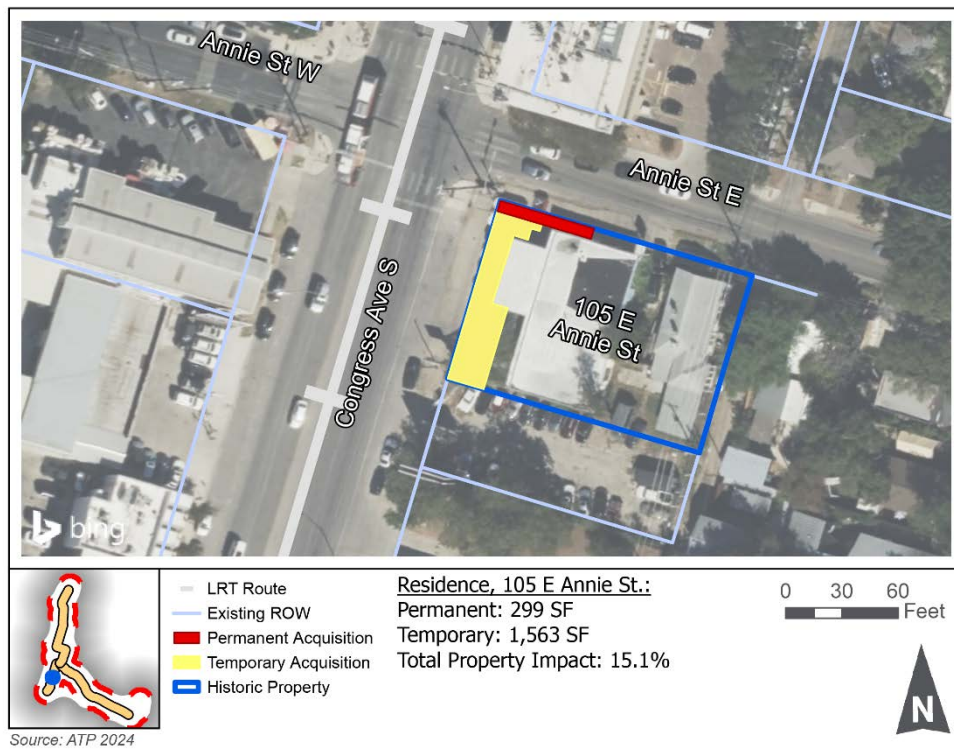 Annie St W
Annie St E
Congress Ave S
105 E
Annie St
bing
LRT Route
Existing ROW
Permanent Acquisition
Temporary Acquisition
Historic Property
Residence, 105 E Annie St.:
Permanent: 299 SF
Temporary: 1,563 SF
Total Property Impact: 15.1%
0 30 60
Feet
N
Source: ATP 2024